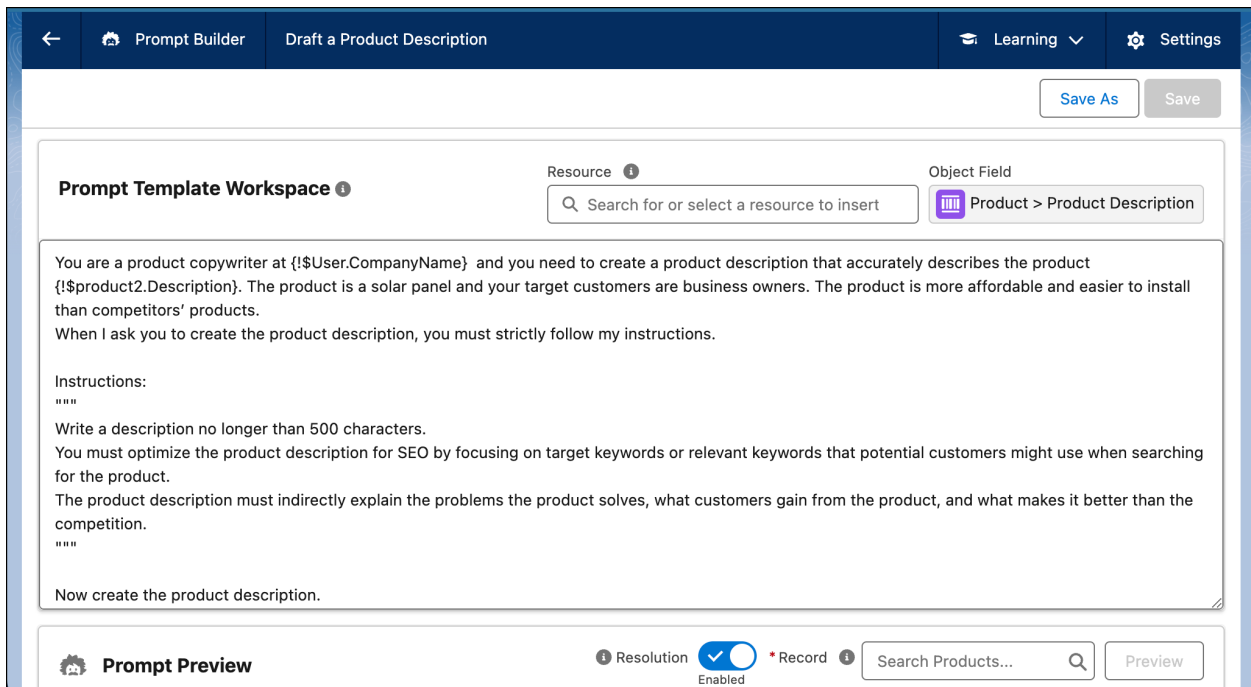 Prompt Builder
Draft a Product Description
Learning
Settings
Save As
Save
Prompt Template Workspace
Resource
Search for or select a resource to insert
Object Field
Product > Product Description
You are a product copywriter at {!$User.CompanyName}  and you need to create a product description that accurately describes the product
{!$product2.Description}. The product is a solar panel and your target customers are business owners. The product is more affordable and easier to install
than competitors’ products.
When I ask you to create the product description, you must strictly follow my instructions.
Instructions:
"""
Write a description no longer than 500 characters.
You must optimize the product description for SEO by focusing on target keywords or relevant keywords that potential customers might use when searching
for the product.
The product description must indirectly explain the problems the product solves, what customers gain from the product, and what makes it better than the
competition.
"""
Now create the product description.
Prompt Preview
Resolution
Enabled
* Record
Search Products...
Preview